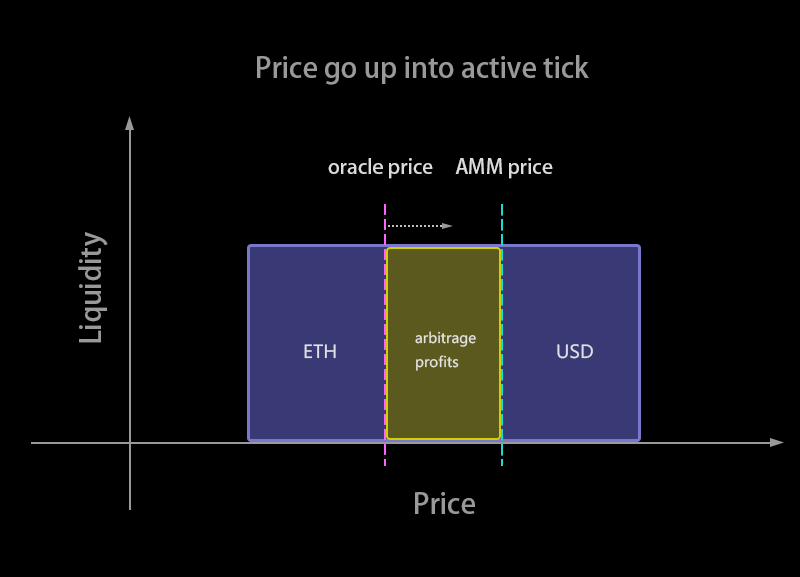 Price go up into active tick
oracle price
AMM price
Liquidity
ETH
arbitrage
profits
USD
Price